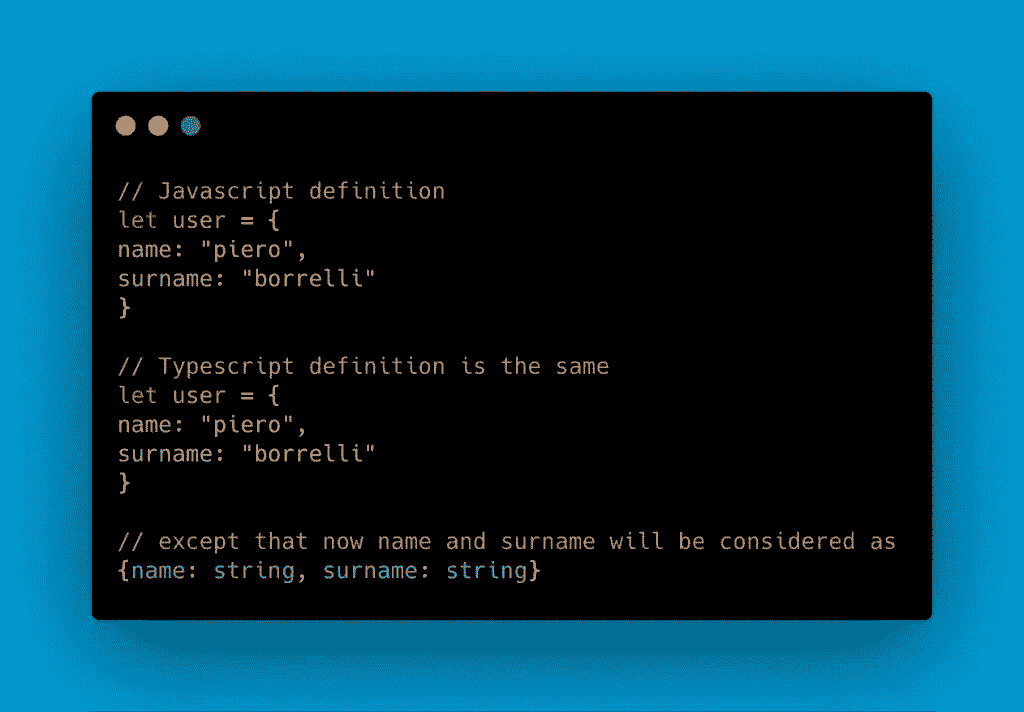 // Javascript definition
let user = {
name: "piero",
surname: "borrelli"
}
// Typescript definition is the same
let user = {
name: "piero",
surname: "borrelli"
}
// except that now name and surname will be considered as
{name: string, surname: string}